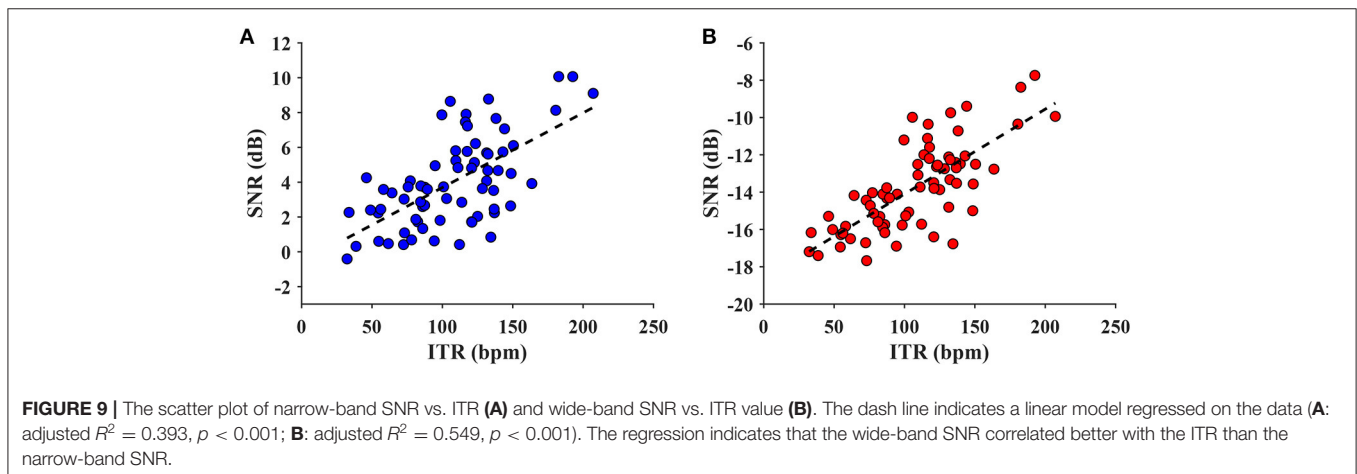 A
12
10
8
6
4
2
0
-2
SNR (dB)
0 50 100 150 200 250
ITR (bpm)
B
-6
-8
-10
-12
-14
-16
-18
-20
SNR (dB)
0 50 100 150 200 250
ITR (bpm)
FIGURE 9 | The scatter plot of narrow-band SNR vs. ITR (A) and wide-band SNR vs. ITR value (B). The dash line indicates a linear model regressed on the data (A:
adjusted R² = 0.393, p < 0.001; B: adjusted R² = 0.549, p < 0.001). The regression indicates that the wide-band SNR correlated better with the ITR than the
narrow-band SNR.